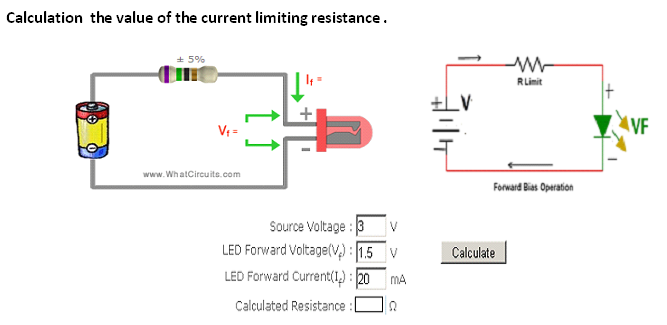 Calculation the value of the current limiting resistance .
± 5%
If =
+
Vf =
-
www.WhatCircuits.com
R Limit
+
V
+
VF
-
Forward Bias Operation
Source Voltage : 3 V
LED Forward Voltage(Vf) : 1.5 V
LED Forward Current(If) : 20 mA
Calculated Resistance : Ω
Calculate